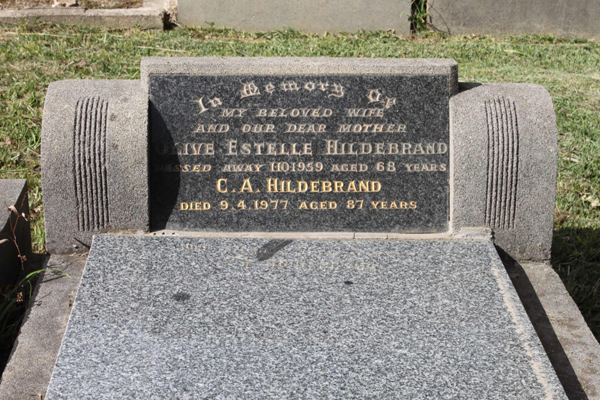 In Memory Of
MY BELOVED WIFE
AND OUR DEAR MOTHER
OLIVE ESTELLE HILDEBRAND
PASSED AWAY 1·10·1959 AGED 68 YEARS
C. A. HILDEBRAND
DIED 9.4.1977 AGED 87 YEARS